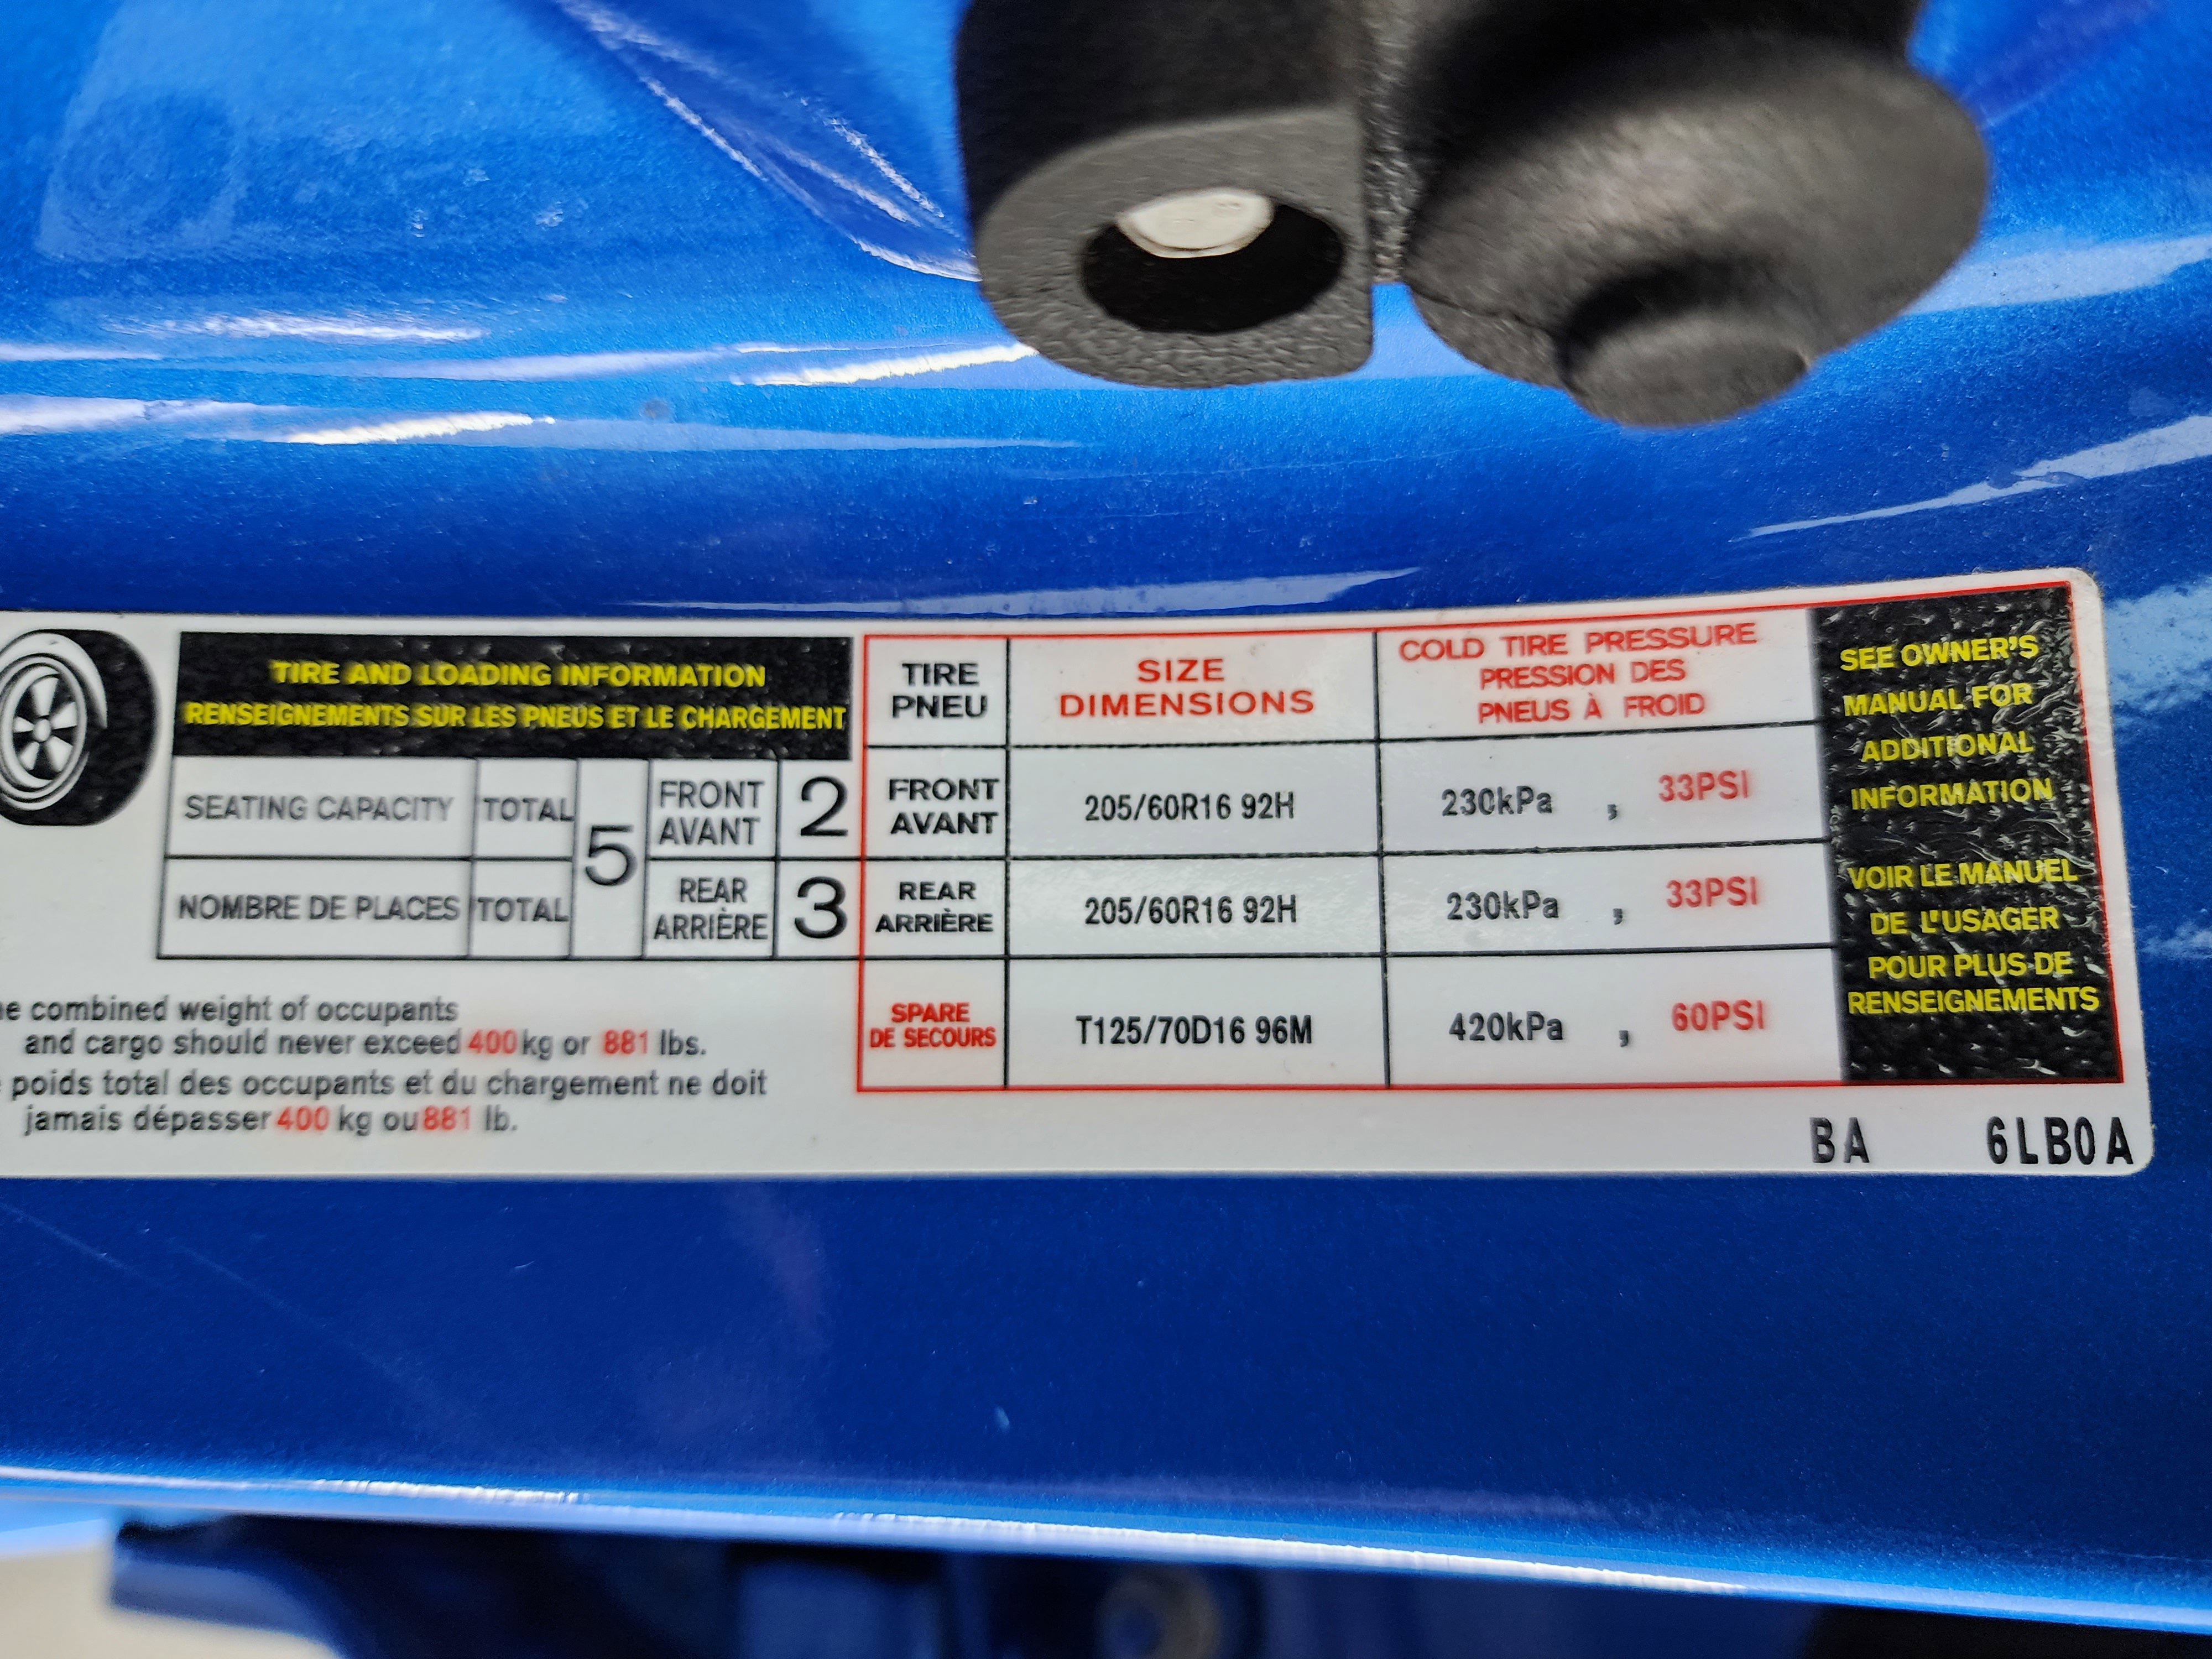 TIRE AND LOADING INFORMATION
RENSEIGNEMENTS SUR LES PNEUS ET LE CHARGEMENT
SEATING CAPACITY TOTAL 5 FRONT AVANT 2
NOMBRE DE PLACES TOTAL REAR ARRIÈRE 3
combined weight of occupants
and cargo should never exceed 400 kg or 881 lbs.
poids total des occupants et du chargement ne doit
jamais dépasser 400 kg ou 881 lb.
TIRE
PNEU
SIZE
DIMENSIONS
COLD TIRE PRESSURE
PRESSION DES
PNEUS À FROID
FRONT
AVANT
205/60R16 92H
230kPa , 33PSI
REAR
ARRIÈRE
205/60R16 92H
230kPa , 33PSI
SPARE
DE SECOURS
T125/70D16 96M
420kPa , 60PSI
SEE OWNER'S
MANUAL FOR
ADDITIONAL
INFORMATION
VOIR LE MANUEL
DE L'USAGER
POUR PLUS DE
RENSEIGNEMENTS
BA 6LB0A